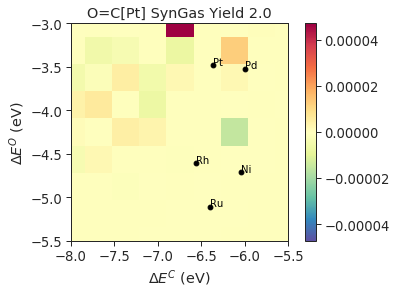 O=C[Pt] SynGas Yield 2.0
−3.0
−3.5
−4.0
−4.5
−5.0
−5.5
ΔE^O (eV)
Pt
Pd
Rh
Ni
Ru
−8.0 −7.5 −7.0 −6.5 −6.0 −5.5
ΔE^C (eV)
0.00004
0.00002
0.00000
−0.00002
−0.00004